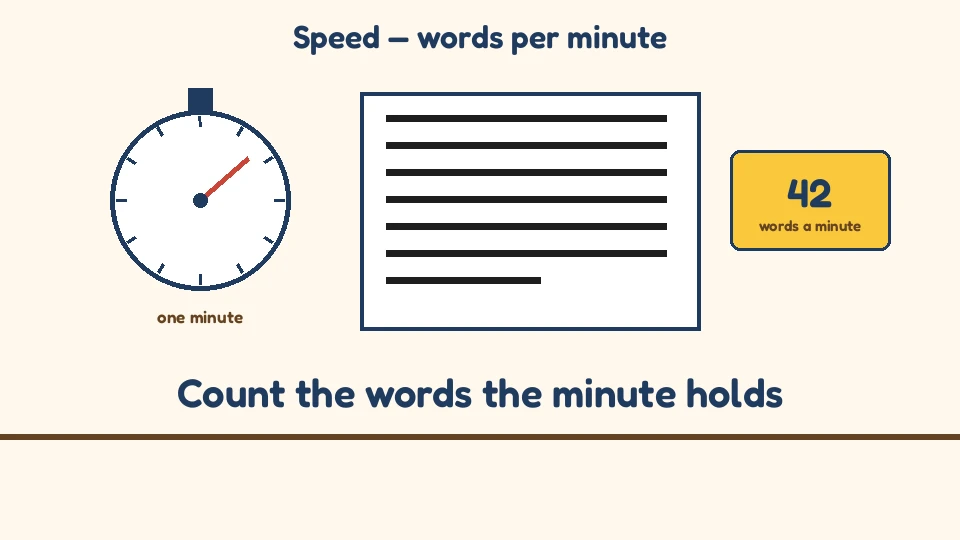 Speed — words per minute
42
words a minute
one minute
Count the words the minute holds